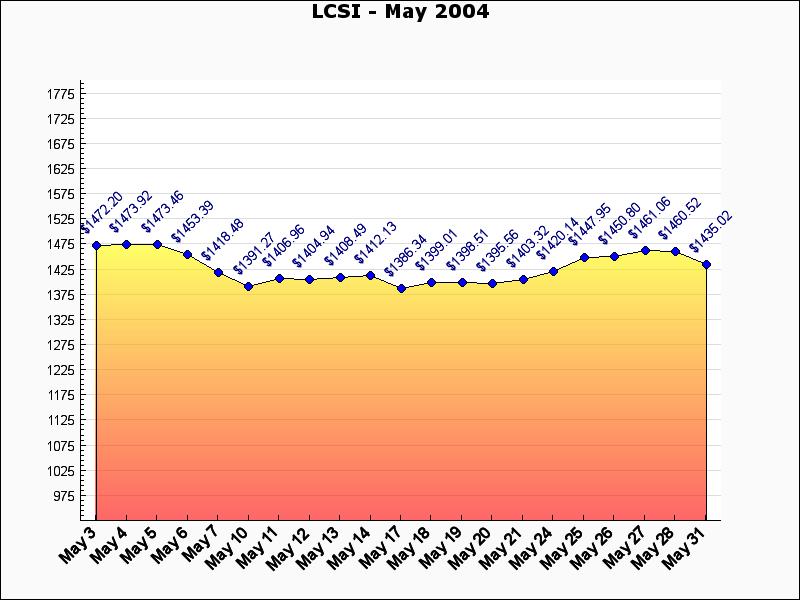 LCSI - May 2004
1775
1725
1675
1625
1575
1525
1475
1425
1375
1325
1275
1225
1175
1125
1075
1025
975
$1472.20
$1473.92
$1473.46
$1453.39
$1418.48
$1391.27
$1406.96
$1404.94
$1408.49
$1412.13
$1386.34
$1399.01
$1398.51
$1395.56
$1403.32
$1420.14
$1447.95
$1450.80
$1461.06
$1460.52
$1435.02
May 3
May 4
May 5
May 6
May 7
May 10
May 11
May 12
May 13
May 14
May 17
May 18
May 19
May 20
May 21
May 24
May 25
May 26
May 27
May 28
May 31